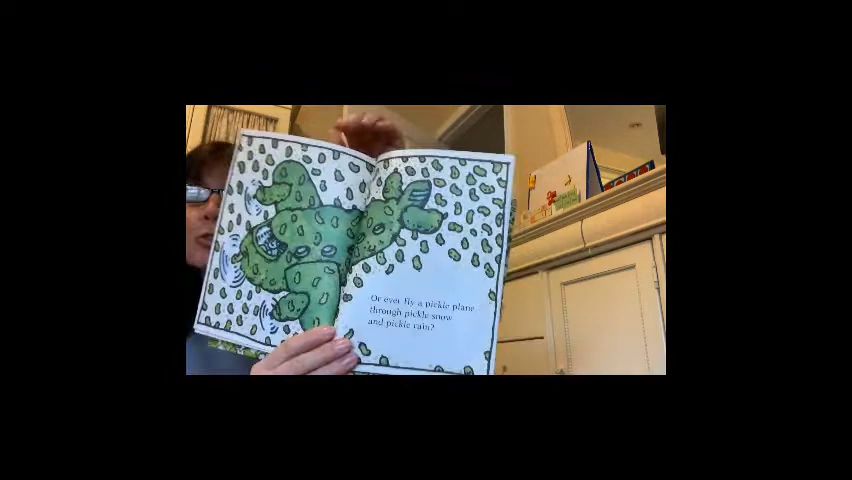 Or ever fly a pickle plane
through pickle snow
and pickle rain?